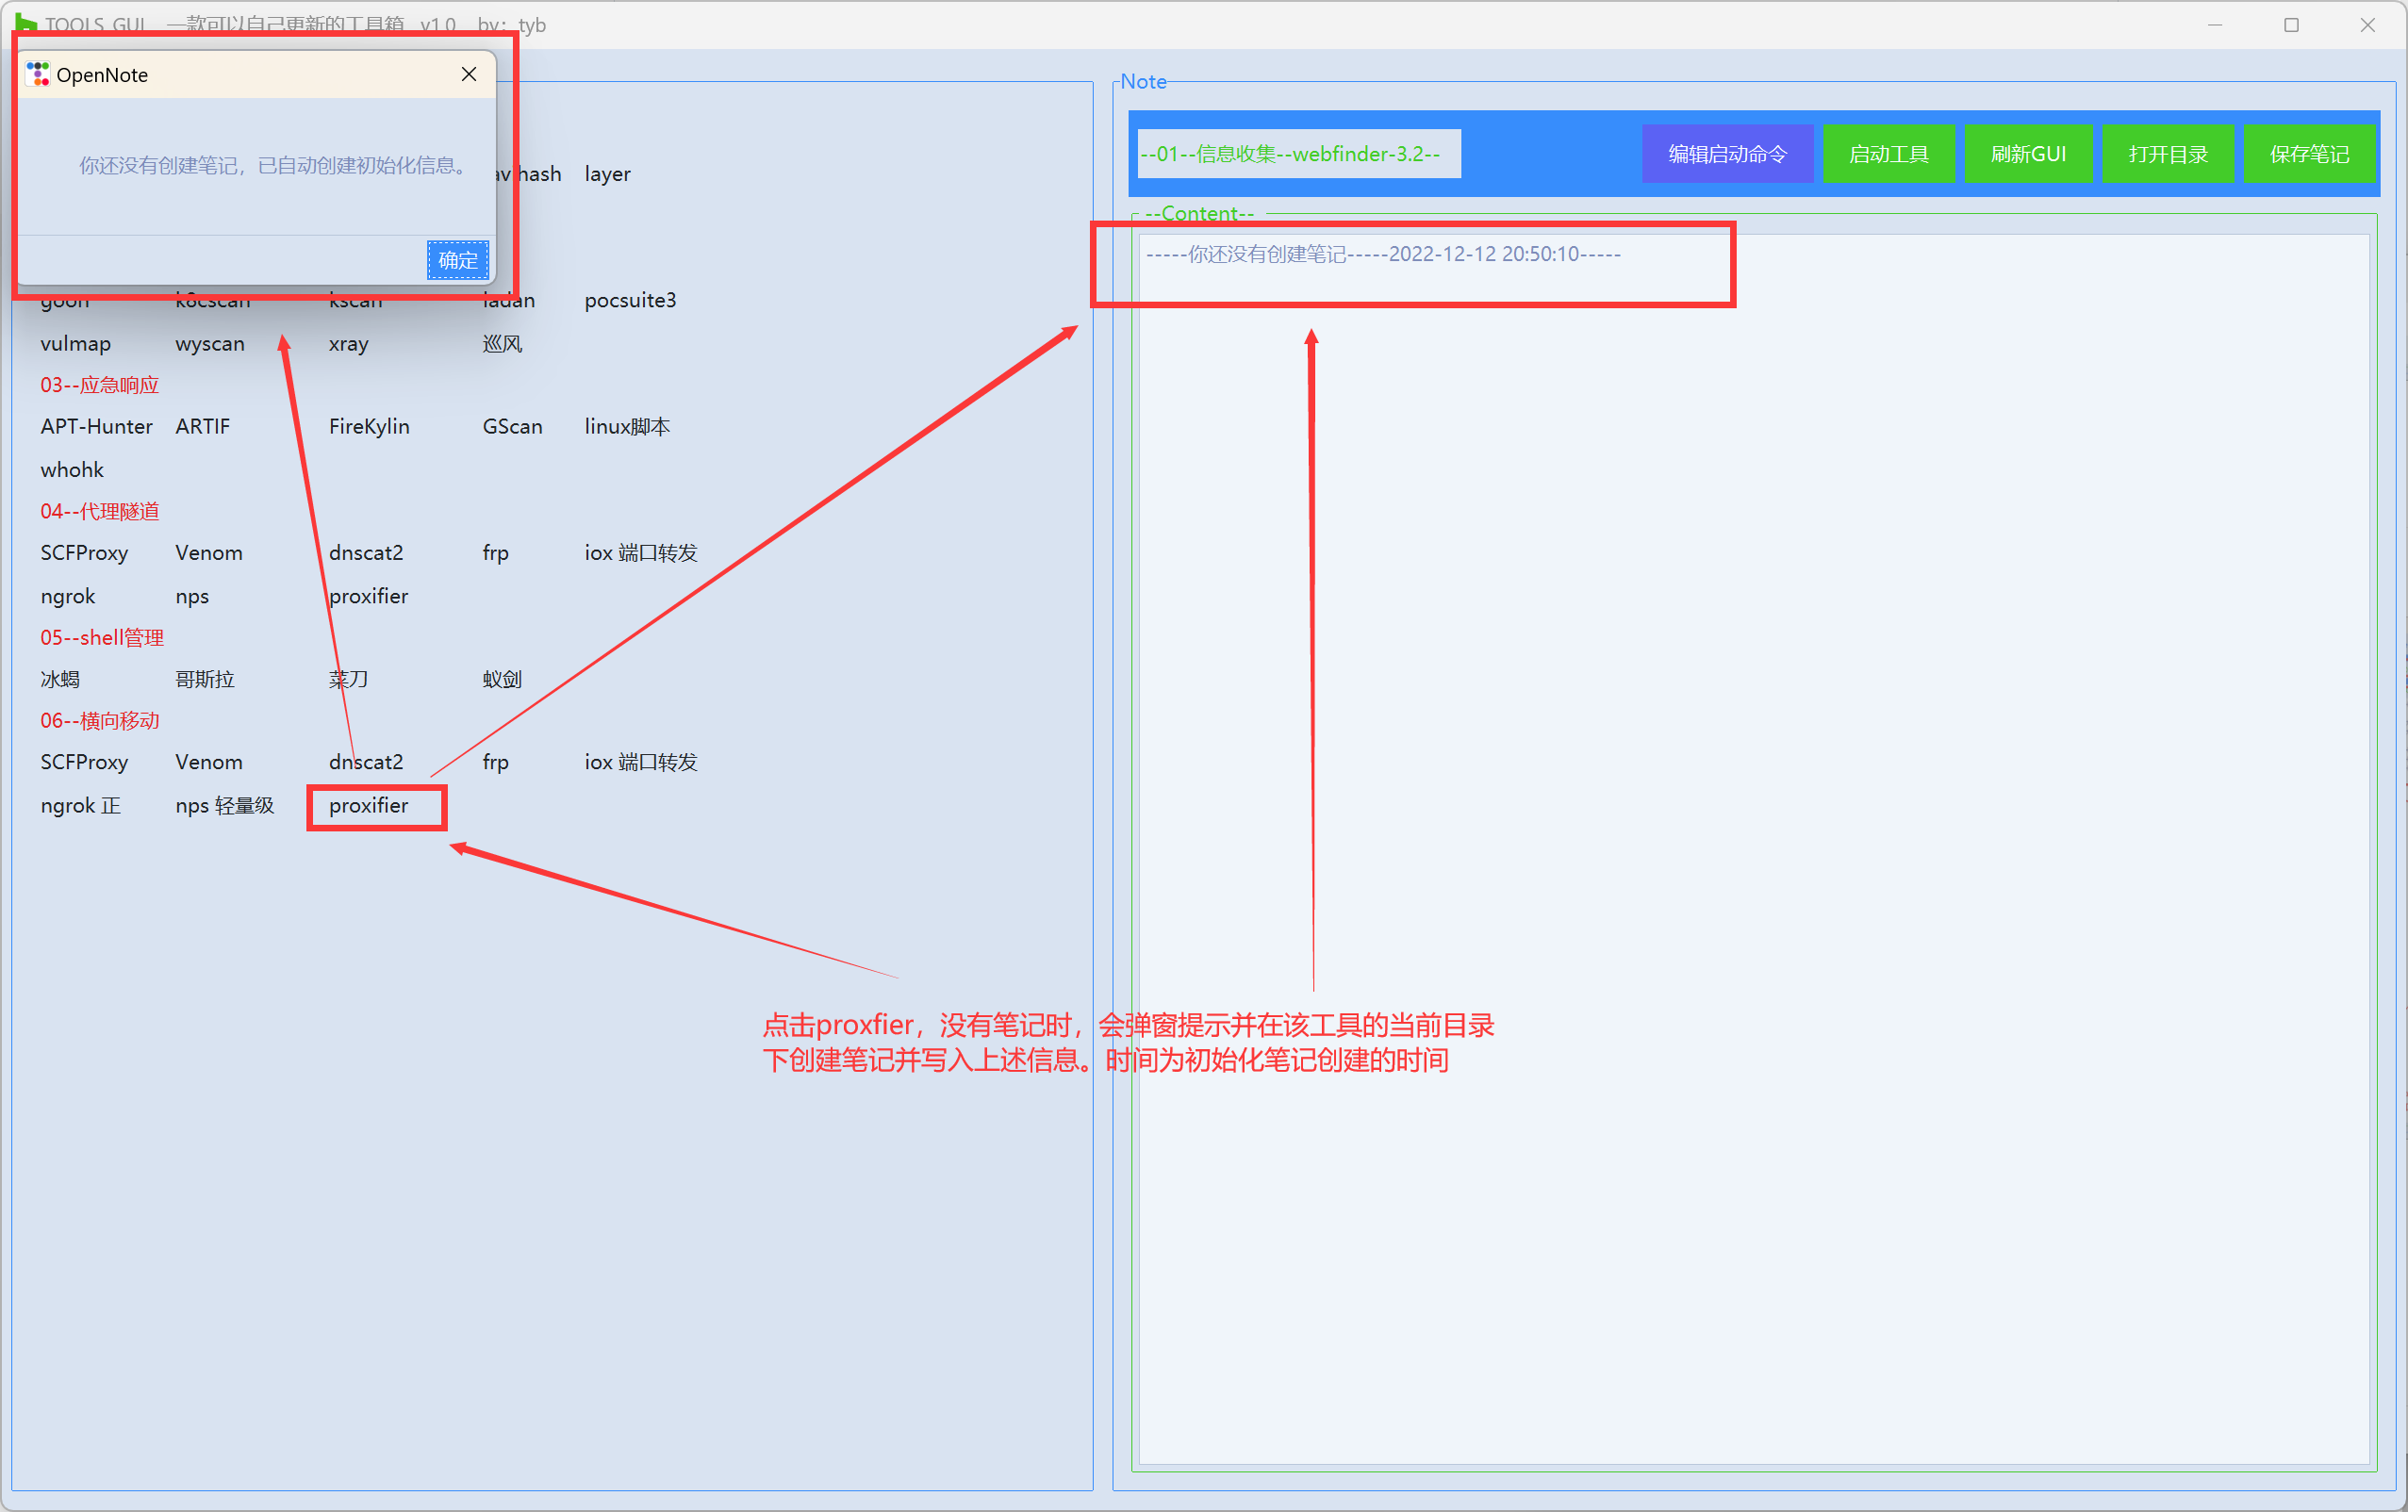 TOOLS_GUI 一款可以自己更新的工具箱 v1.0 by: tyb
OpenNote
你还没有创建笔记，已自动创建初始化信息。
确定
hash layer
goon k8cscan kscan ladan pocsuite3
vulmap wyscan xray 巡风
03--应急响应
APT-Hunter ARTIF FireKylin GScan linux脚本
whohk
04--代理隧道
SCFProxy Venom dnscat2 frp iox 端口转发
ngrok nps proxifier
05--shell管理
冰蝎 哥斯拉 菜刀 蚁剑
06--横向移动
SCFProxy Venom dnscat2 frp iox 端口转发
ngrok 正 nps 轻量级 proxifier
Note
--01--信息收集--webfinder-3.2--
编辑启动命令 启动工具 刷新GUI 打开目录 保存笔记
--Content--
-----你还没有创建笔记-----2022-12-12 20:50:10-----
点击proxfier，没有笔记时，会弹窗提示并在该工具的当前目录
下创建笔记并写入上述信息。时间为初始化笔记创建的时间